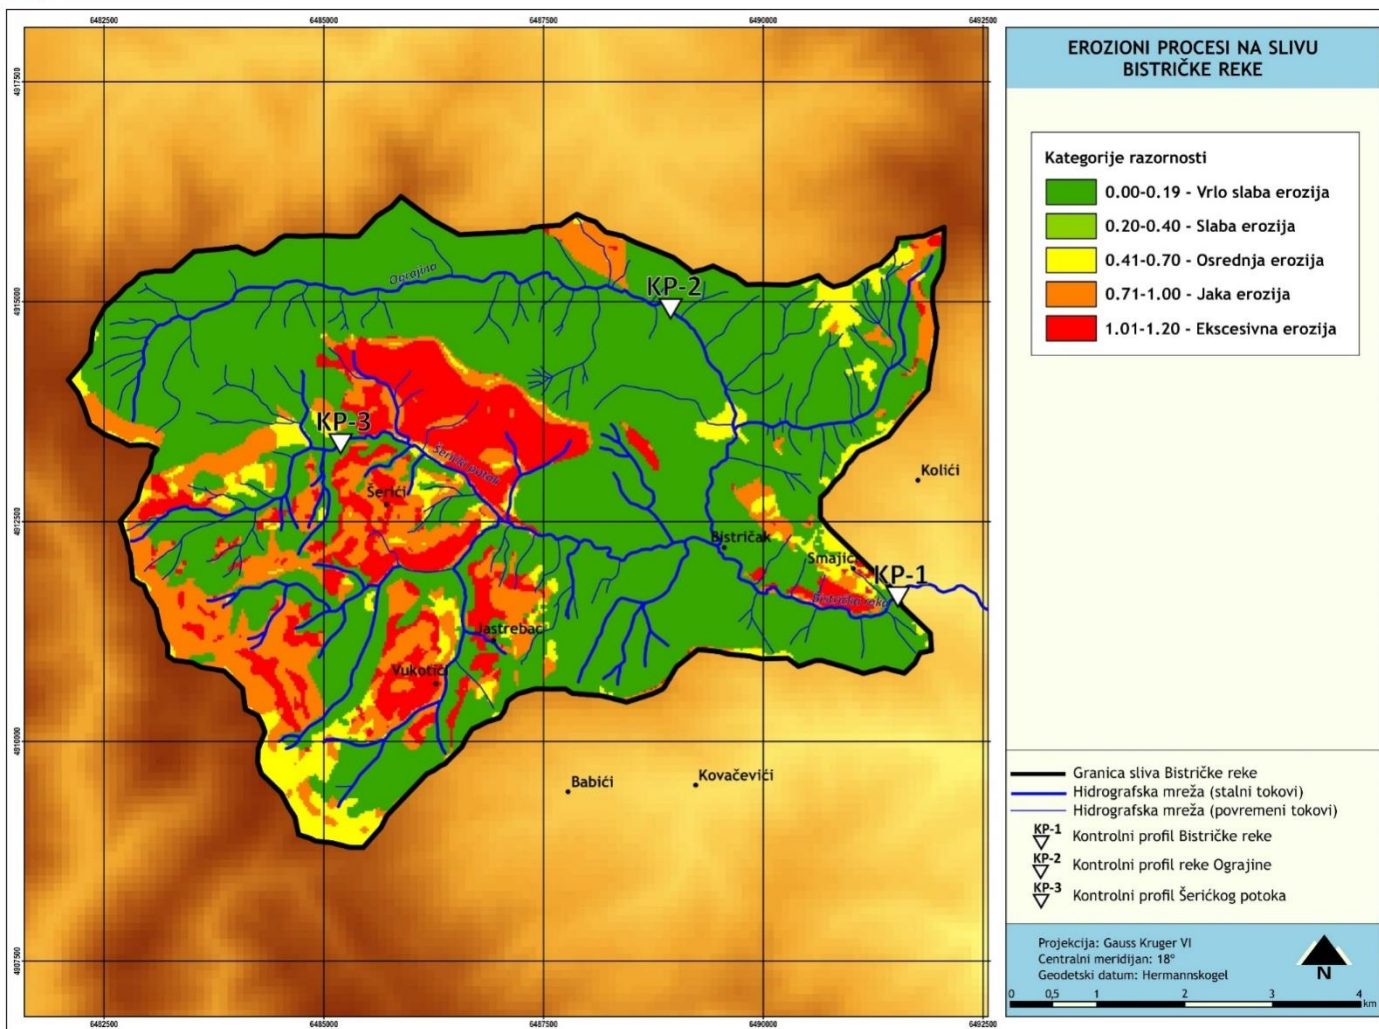 6482500
6485000
6487500
6490000
6492500
4917500
4915000
4912500
4910000
4907500
Ograjina
KP-2
KP-3
Šerićki potok
Šerići
Kolići
Bistričak
Smajići
KP-1
Bistričke reka
Jastrebac
Vukotići
Babići
Kovačevići
6482500
6485000
6487500
6490000
6492500
EROZIONI PROCESI NA SLIVU
BISTRIČKE REKE
Kategorije razornosti
0.00-0.19 - Vrlo slaba erozija
0.20-0.40 - Slaba erozija
0.41-0.70 - Osrednja erozija
0.71-1.00 - Jaka erozija
1.01-1.20 - Ekscesivna erozija
Granica sliva Bistričke reke
Hidrografska mreža (stalni tokovi)
Hidrografska mreža (povremeni tokovi)
KP-1 Kontrolni profil Bistričke reke
KP-2 Kontrolni profil reke Ograjine
KP-3 Kontrolni profil Šerićkog potoka
Projekcija: Gauss Kruger VI
Centralni meridijan: 18°
Geodetski datum: Hermannskogel
N
0 0,5 1 2 3 4
km